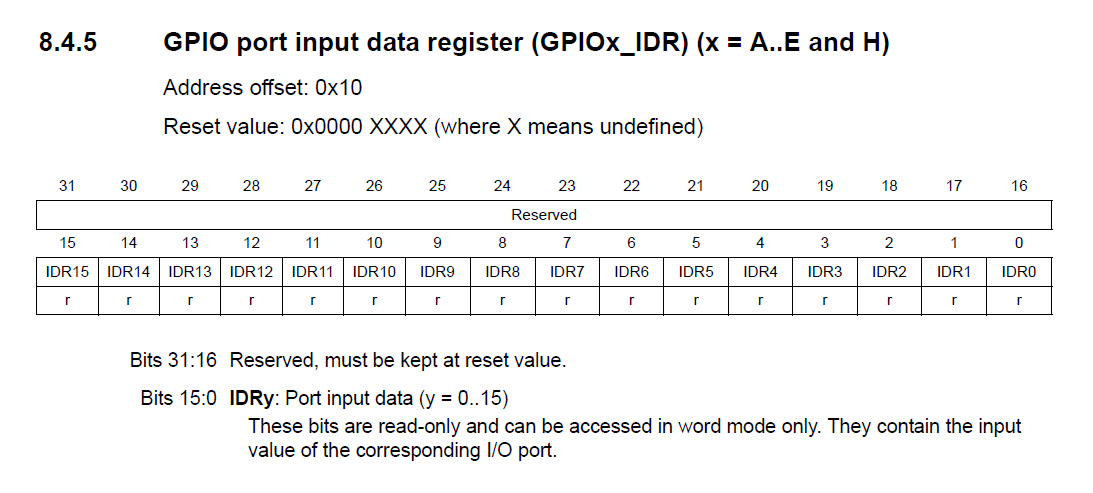 8.4.5 GPIO port input data register (GPIOx_IDR) (x = A..E and H)
Address offset: 0x10
Reset value: 0x0000 XXXX (where X means undefined)
31 30 29 28 27 26 25 24 23 22 21 20 19 18 17 16
Reserved
15 14 13 12 11 10 9 8 7 6 5 4 3 2 1 0
IDR15 IDR14 IDR13 IDR12 IDR11 IDR10 IDR9 IDR8 IDR7 IDR6 IDR5 IDR4 IDR3 IDR2 IDR1 IDR0
r r r r r r r r r r r r r r r r
Bits 31:16 Reserved, must be kept at reset value.
Bits 15:0 IDRy: Port input data (y = 0..15)
These bits are read-only and can be accessed in word mode only. They contain the input
value of the corresponding I/O port.